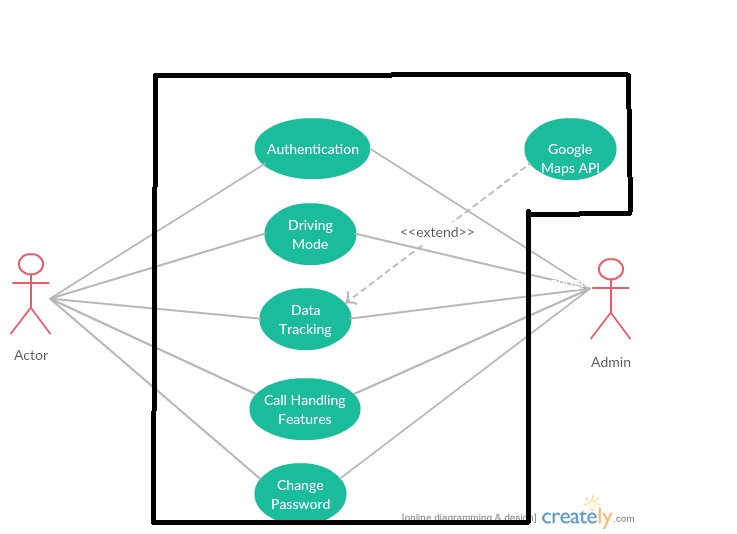 Authentication
Google
Maps API
Driving
Mode
<<extend>>
Data
Tracking
Actor
Admin
Call Handling
Features
Change
Password
[online diagramming & design] creately.com